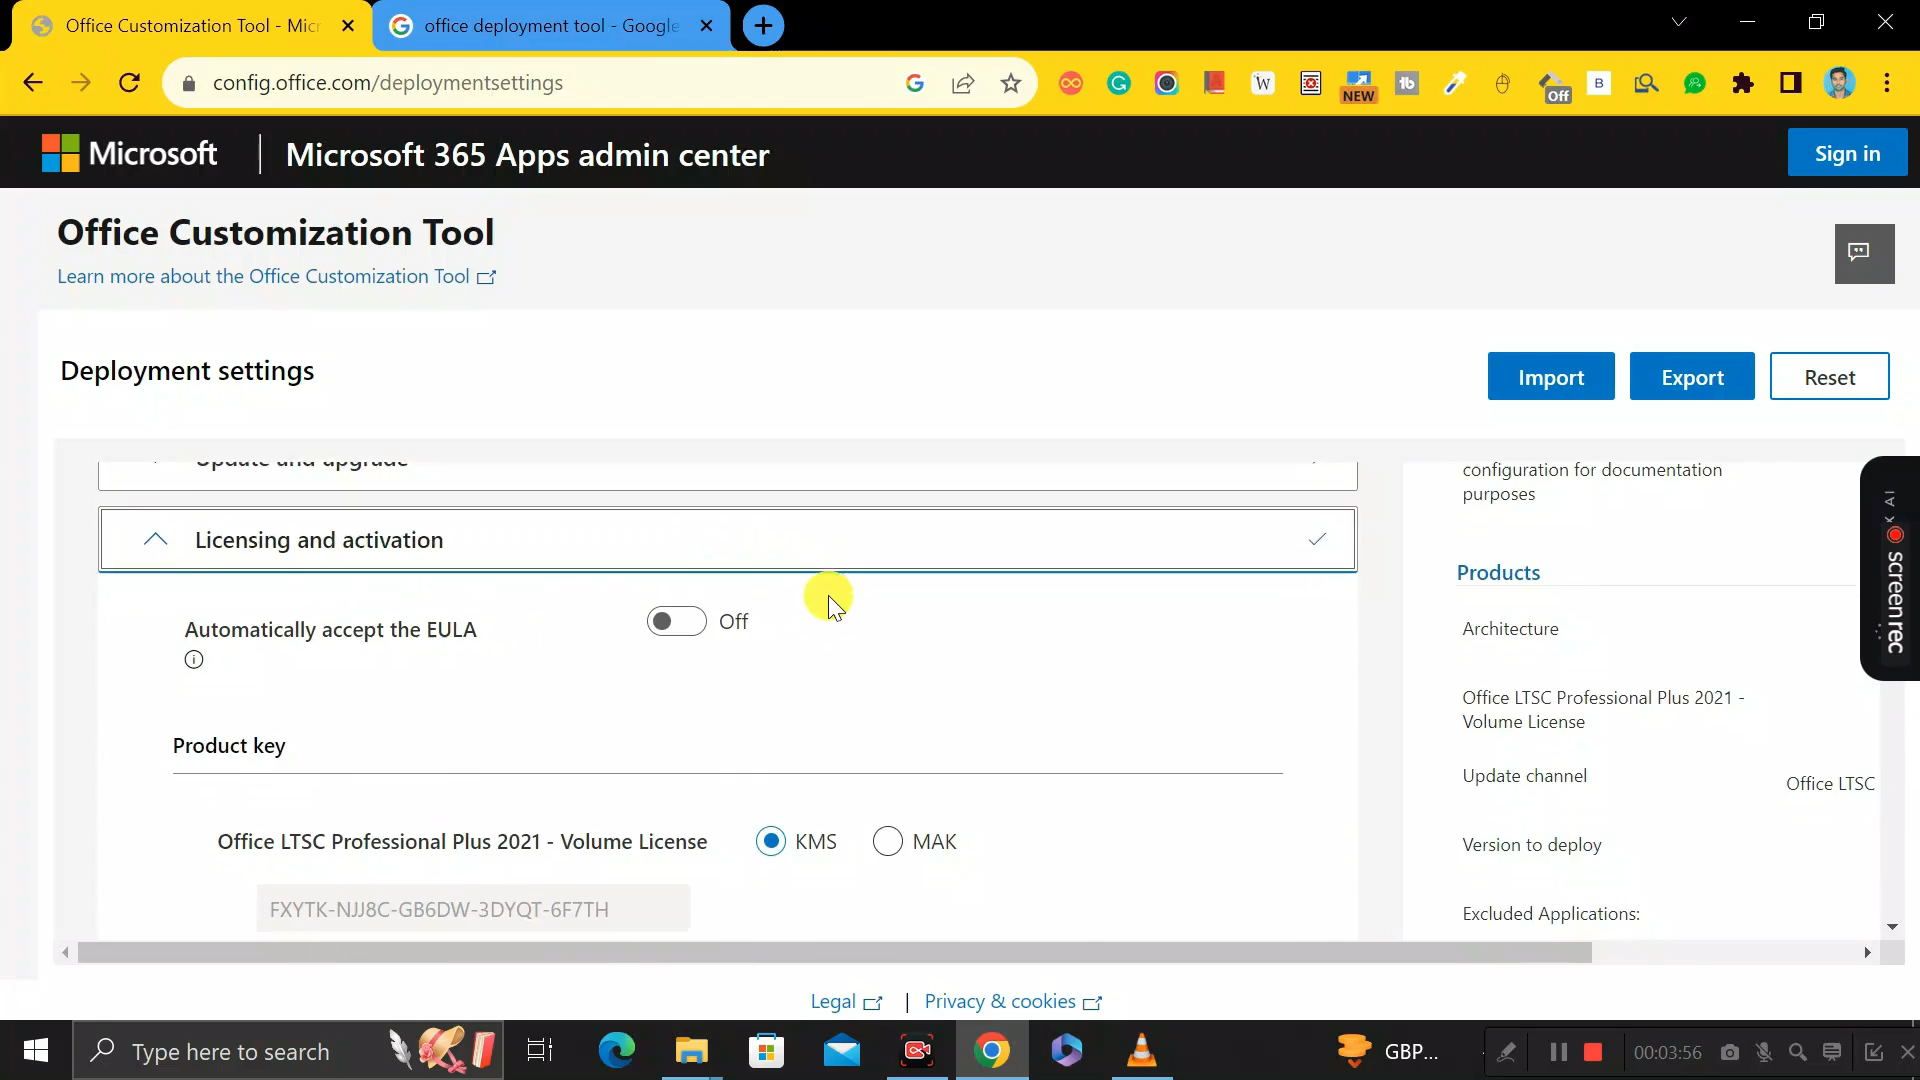 Office Customization Tool - Micr
office deployment tool - Google
config.office.com/deploymentsettings
NEW
Off
Microsoft
Microsoft 365 Apps admin center
Sign in
Office Customization Tool
Learn more about the Office Customization Tool
Deployment settings
Import
Export
Reset
Update and upgrade
configuration for documentation
purposes
Licensing and activation
Products
Automatically accept the EULA
Off
Architecture
Office LTSC Professional Plus 2021 -
Volume License
Product key
Update channel
Office LTSC
Office LTSC Professional Plus 2021 - Volume License
KMS
MAK
Version to deploy
FXYTK-NJJ8C-GB6DW-3DYQT-6F7TH
Excluded Applications:
screenrec
Legal
|
Privacy & cookies
Type here to search
GBP...
00:03:56